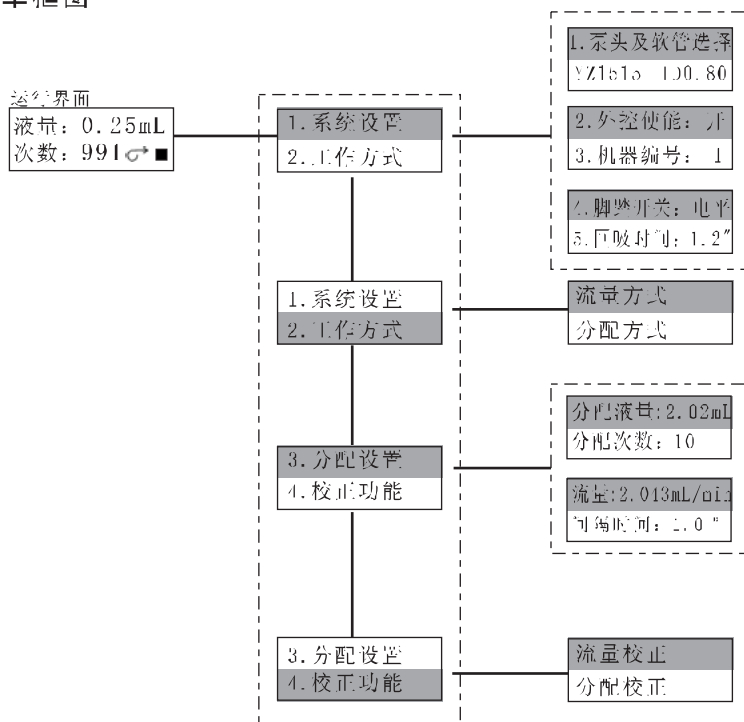 运行界面
液量：0.25mL
次数：991
1.系统设置
2.工作方式
1.系统设置
2.工作方式
3.分配设置
4.校正功能
3.分配设置
4.校正功能
1.泵头及软管选择
YZ1515 ID0.80
2.外控使能：开
3.机器编号： 1
4.脚踏开关：电平
5.回吸时间：1.2"
流量方式
分配方式
分配液量:2.02mL
分配次数：10
流量:2.043mL/min
间隔时间： .0"
流量校正
分配校正